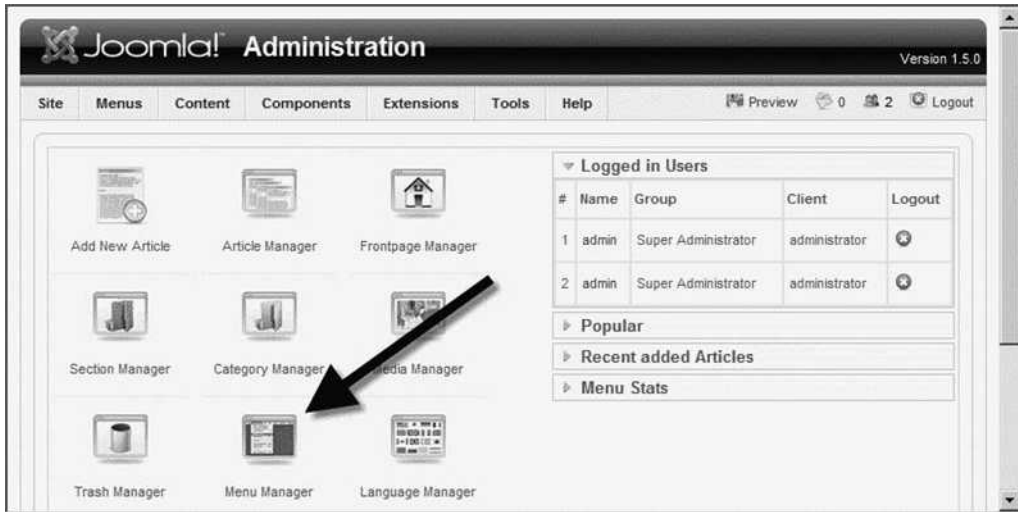 Joomla! Administration
Version 1.5.0
Site Menus Content Components Extensions Tools Help Preview 0 2 Logout
Add New Article Article Manager Frontpage Manager
Section Manager Category Manager Media Manager
Trash Manager Menu Manager Language Manager
Logged in Users
# Name Group Client Logout
1 admin Super Administrator administrator
2 admin Super Administrator administrator
Popular
Recent added Articles
Menu Stats